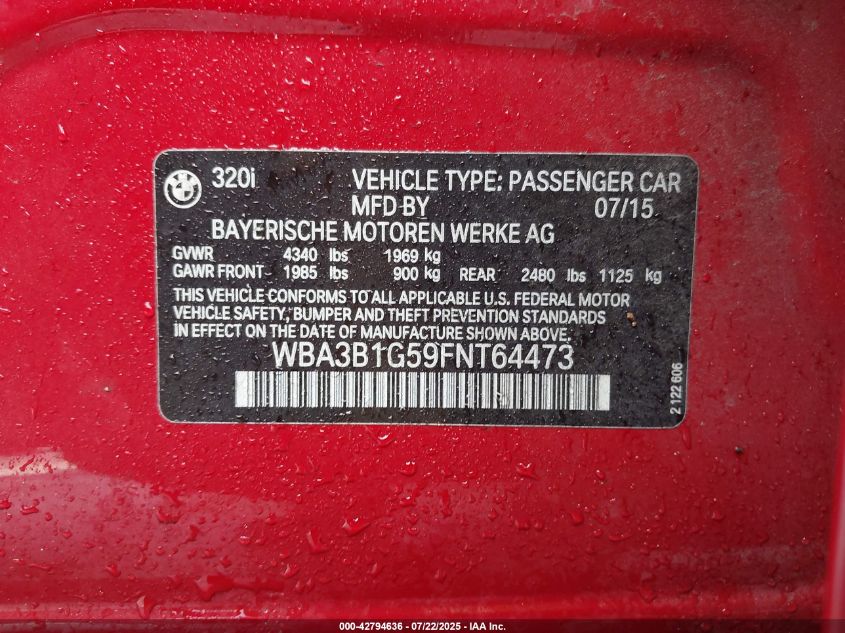 320i VEHICLE TYPE: PASSENGER CAR
MFD BY 07/15
BAYERISCHE MOTOREN WERKE AG
GVWR 4340 lbs 1969 kg
GAWR FRONT 1985 lbs 900 kg REAR 2480 lbs 1125 kg
THIS VEHICLE CONFORMS TO ALL APPLICABLE U.S. FEDERAL MOTOR
VEHICLE SAFETY, BUMPER AND THEFT PREVENTION STANDARDS
IN EFFECT ON THE DATE OF MANUFACTURE SHOWN ABOVE.
WBA3B1G59FNT64473
2 122 606
000-42794636 - 07/22/2025 - IAA Inc.